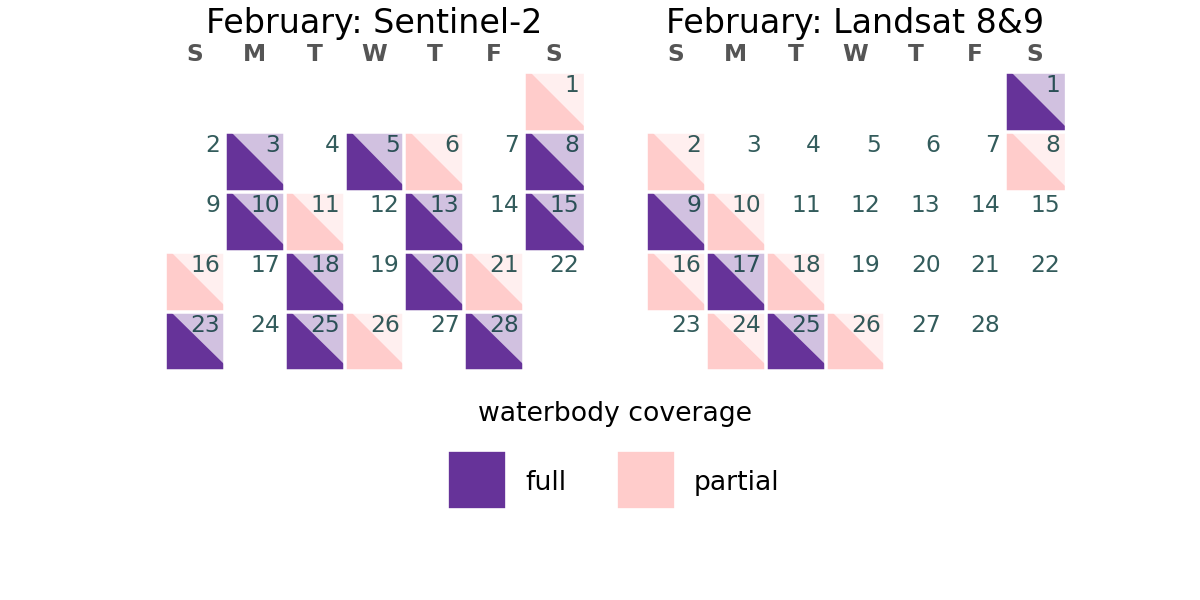 February: Sentinel-2
S M T W T F S
1
2 3 4 5 6 7 8
9 10 11 12 13 14 15
16 17 18 19 20 21 22
23 24 25 26 27 28
February: Landsat 8&9
S M T W T F S
1
2 3 4 5 6 7 8
9 10 11 12 13 14 15
16 17 18 19 20 21 22
23 24 25 26 27 28
waterbody coverage
full partial